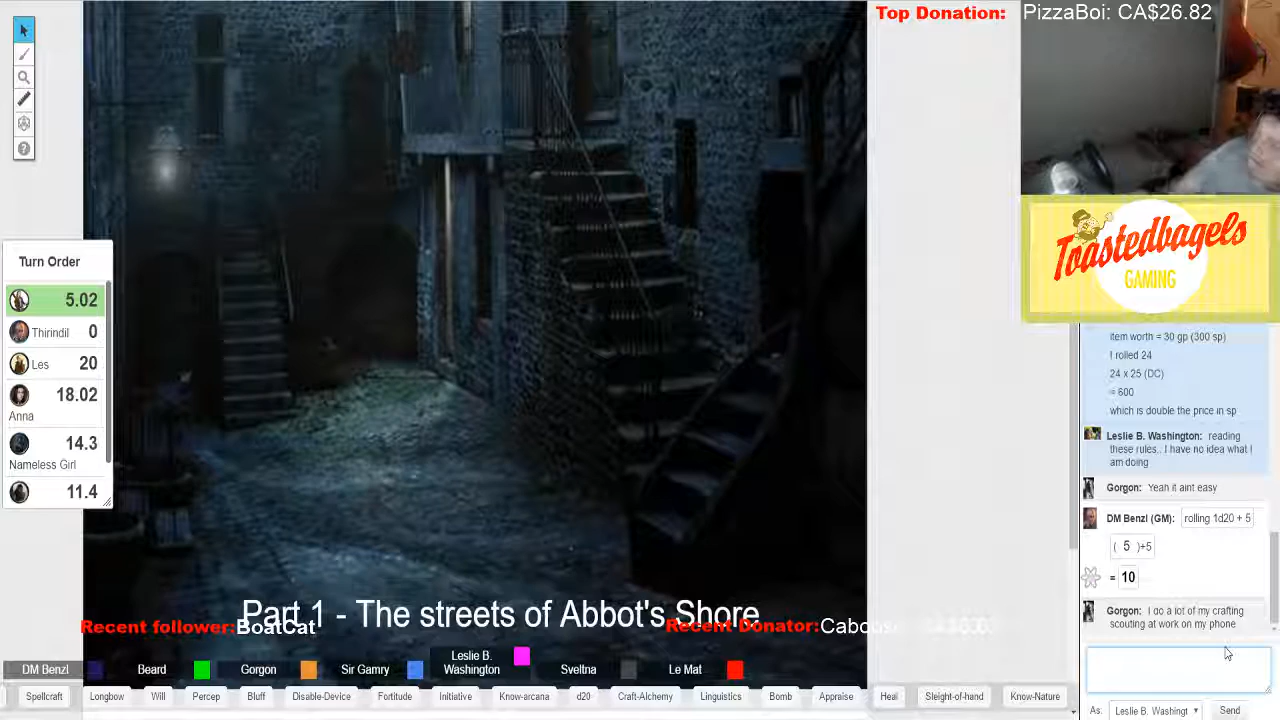 Top Donation: PizzaBoi: CA$26.82
Toastedbagels
GAMING
Turn Order
5.02
Thirindil 0
Les 20
18.02
Anna
14.3
Nameless Girl
11.4
item worth = 30 gp (300 sp)
I rolled 24
24 x 25 (DC)
= 600
which is double the price in sp
Leslie B. Washington: reading
these rules.. I have no idea what I
am doing
Gorgon: Yeah it aint easy
DM Benzl (GM): rolling 1d20 + 5
( 5 )+5
= 10
Gorgon: I do a lot of my crafting
scouting at work on my phone
Part 1 - The streets of Abbot's Shore
Recent follower: BoatCat
Recent Donator:
DM Benzl
Beard
Gorgon
Sir Gamry
Leslie B.
Washington
Sveltna
Le Mat
Spellcraft
Longbow
Will
Percep
Bluff
Disable-Device
Fortitude
Initiative
Know-arcana
d20
Craft-Alchemy
Linguistics
Bomb
Appraise
Heal
Sleight-of-hand
Know-Nature
As: Leslie B. Washingt
Send